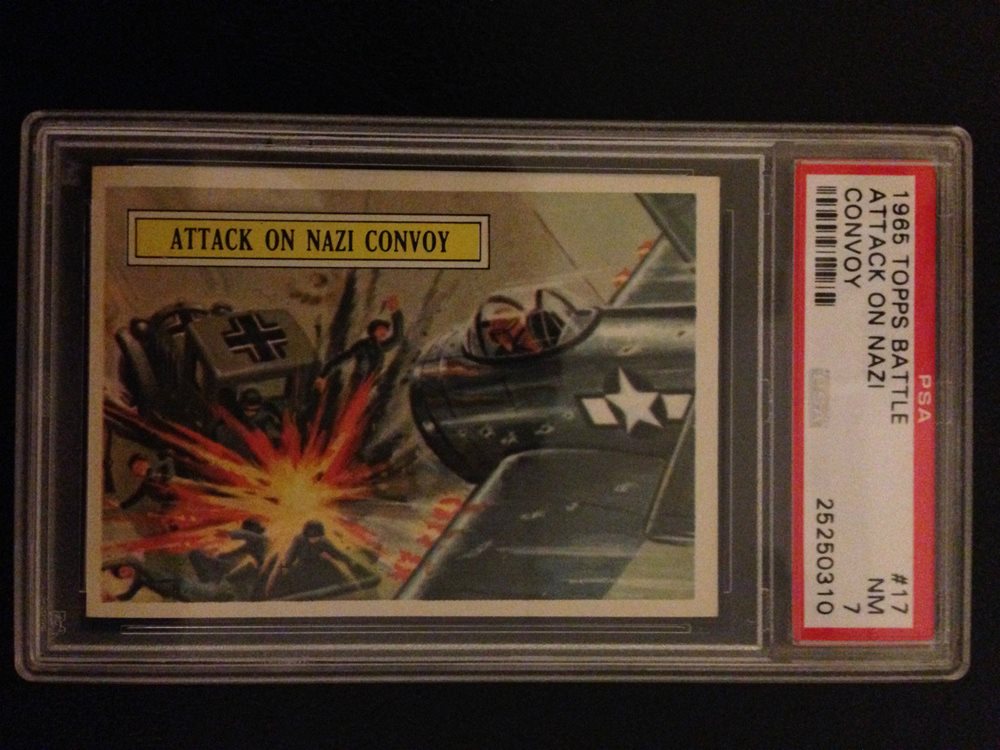 ATTACK ON NAZI CONVOY
PSA
1965 TOPPS BATTLE #17
ATTACK ON NAZI NM
CONVOY 7
25250310